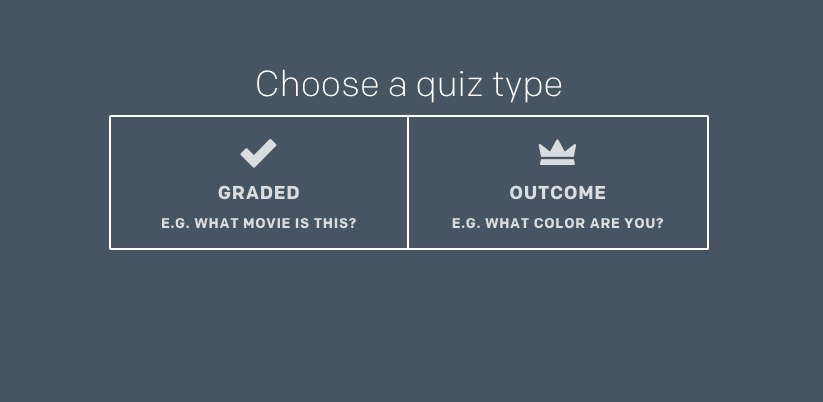 Choose a quiz type
GRADED
E.G. WHAT MOVIE IS THIS?
OUTCOME
E.G. WHAT COLOR ARE YOU?